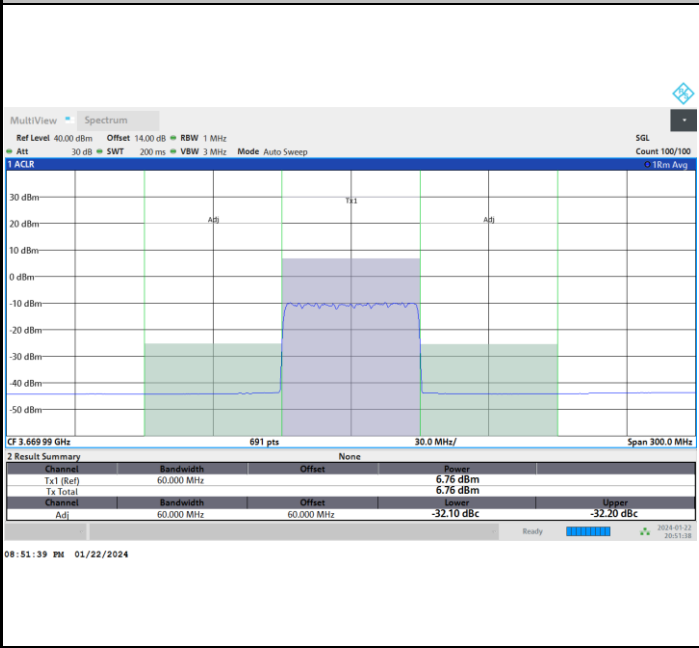 MultiView Spectrum
Ref Level 40.00 dBm Offset 14.00 dB RBW 1 MHz SGL
Att 30 dB SWT 200 ms VBW 3 MHz Mode Auto Sweep Count 100/100
1 ACLR 1Rm Avg
30 dBm
Tx1
20 dBm
Adj Adj
10 dBm
0 dBm
-10 dBm
-20 dBm
-30 dBm
-40 dBm
-50 dBm
CF 3.669 99 GHz 691 pts 30.0 MHz/ Span 300.0 MHz
2 Result Summary None
Channel Bandwidth Offset Power
Tx1 (Ref) 60.000 MHz 6.76 dBm
Tx Total 6.76 dBm
Channel Bandwidth Offset Lower Upper
Adj 60.000 MHz 60.000 MHz -32.10 dBc -32.20 dBc
Ready 2024-01-22
20:51:38
08:51:39 PM 01/22/2024